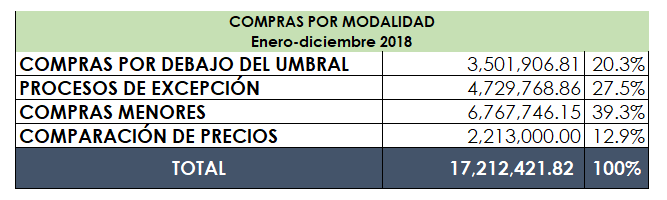 COMPRAS POR MODALIDAD
Enero-diciembre 2018
COMPRAS POR DEBAJO DEL UMBRAL 3,501,906.81 20.3%
PROCESOS DE EXCEPCIÓN 4,729,768.86 27.5%
COMPRAS MENORES 6,767,746.15 39.3%
COMPARACIÓN DE PRECIOS 2,213,000.00 12.9%
TOTAL 17,212,421.82 100%